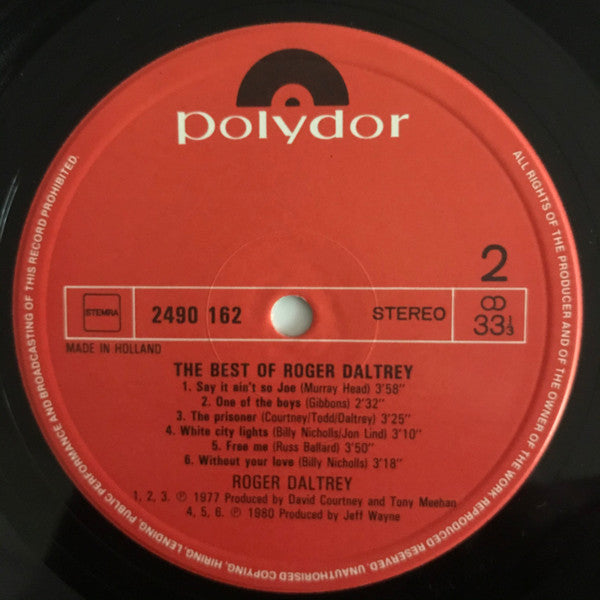 polydor
2
STEMRA
2490 162
STEREO
33⅓
MADE IN HOLLAND
THE BEST OF ROGER DALTREY
1. Say it ain't so Joe (Murray Head) 3'58"
2. One of the boys (Gibbons) 2'32"
3. The prisoner (Courtney/Todd/Daltrey) 3'25"
4. White city lights (Billy Nicholls/Jon Lind) 3'10"
5. Free me (Russ Ballard) 3'50"
6. Without your love (Billy Nicholls) 3'18"
ROGER DALTREY
1, 2, 3. ℗ 1977 Produced by David Courtney and Tony Meehan
4, 5, 6. ℗ 1980 Produced by Jeff Wayne
ALL RIGHTS OF THE PRODUCER AND OF THE OWNER OF THE WORK REPRODUCED RESERVED. UNAUTHORISED COPYING, HIRING, LENDING, PUBLIC PERFORMANCE AND BROADCASTING OF THIS RECORD PROHIBITED.